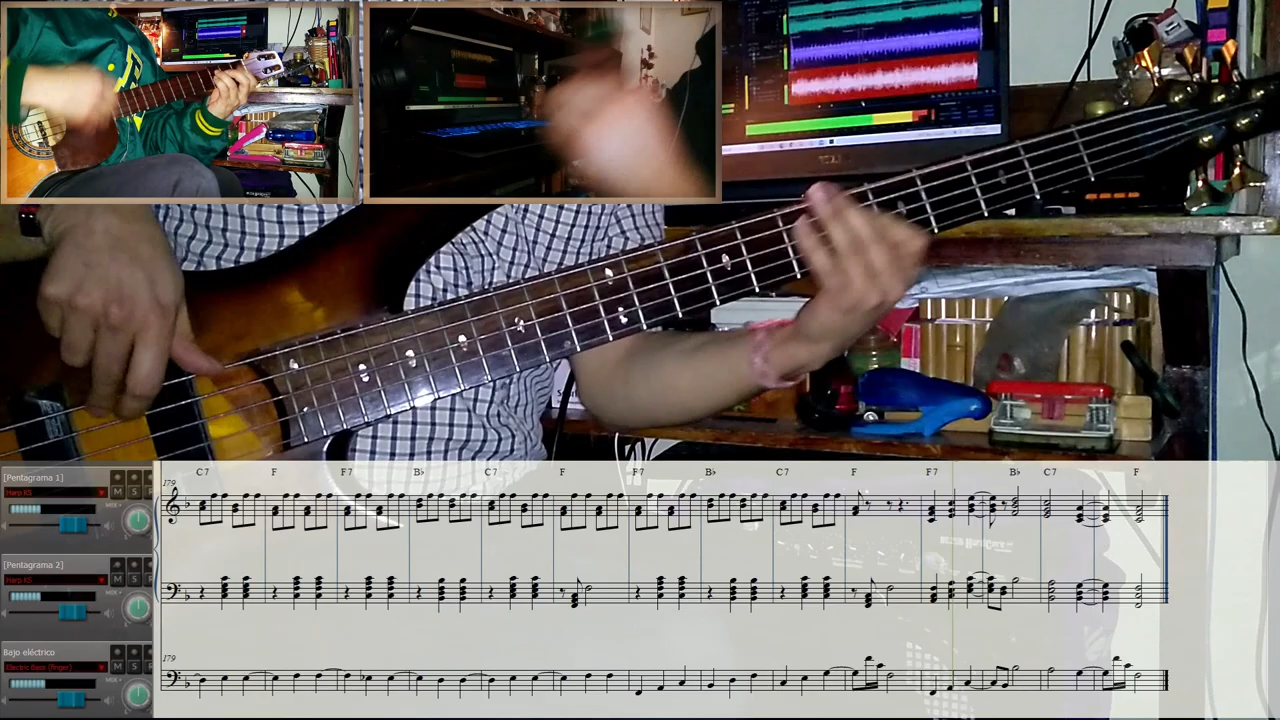 C7 F F7 B♭ C7 F F7 B♭ C7 F F7 B♭ C7 F
[Pentagrama 1]
179
Harp KS
M S R
[Pentagrama 2]
Harp KS
M S R
Bajo eléctrico
179
Electric Bass (finger)
M S R